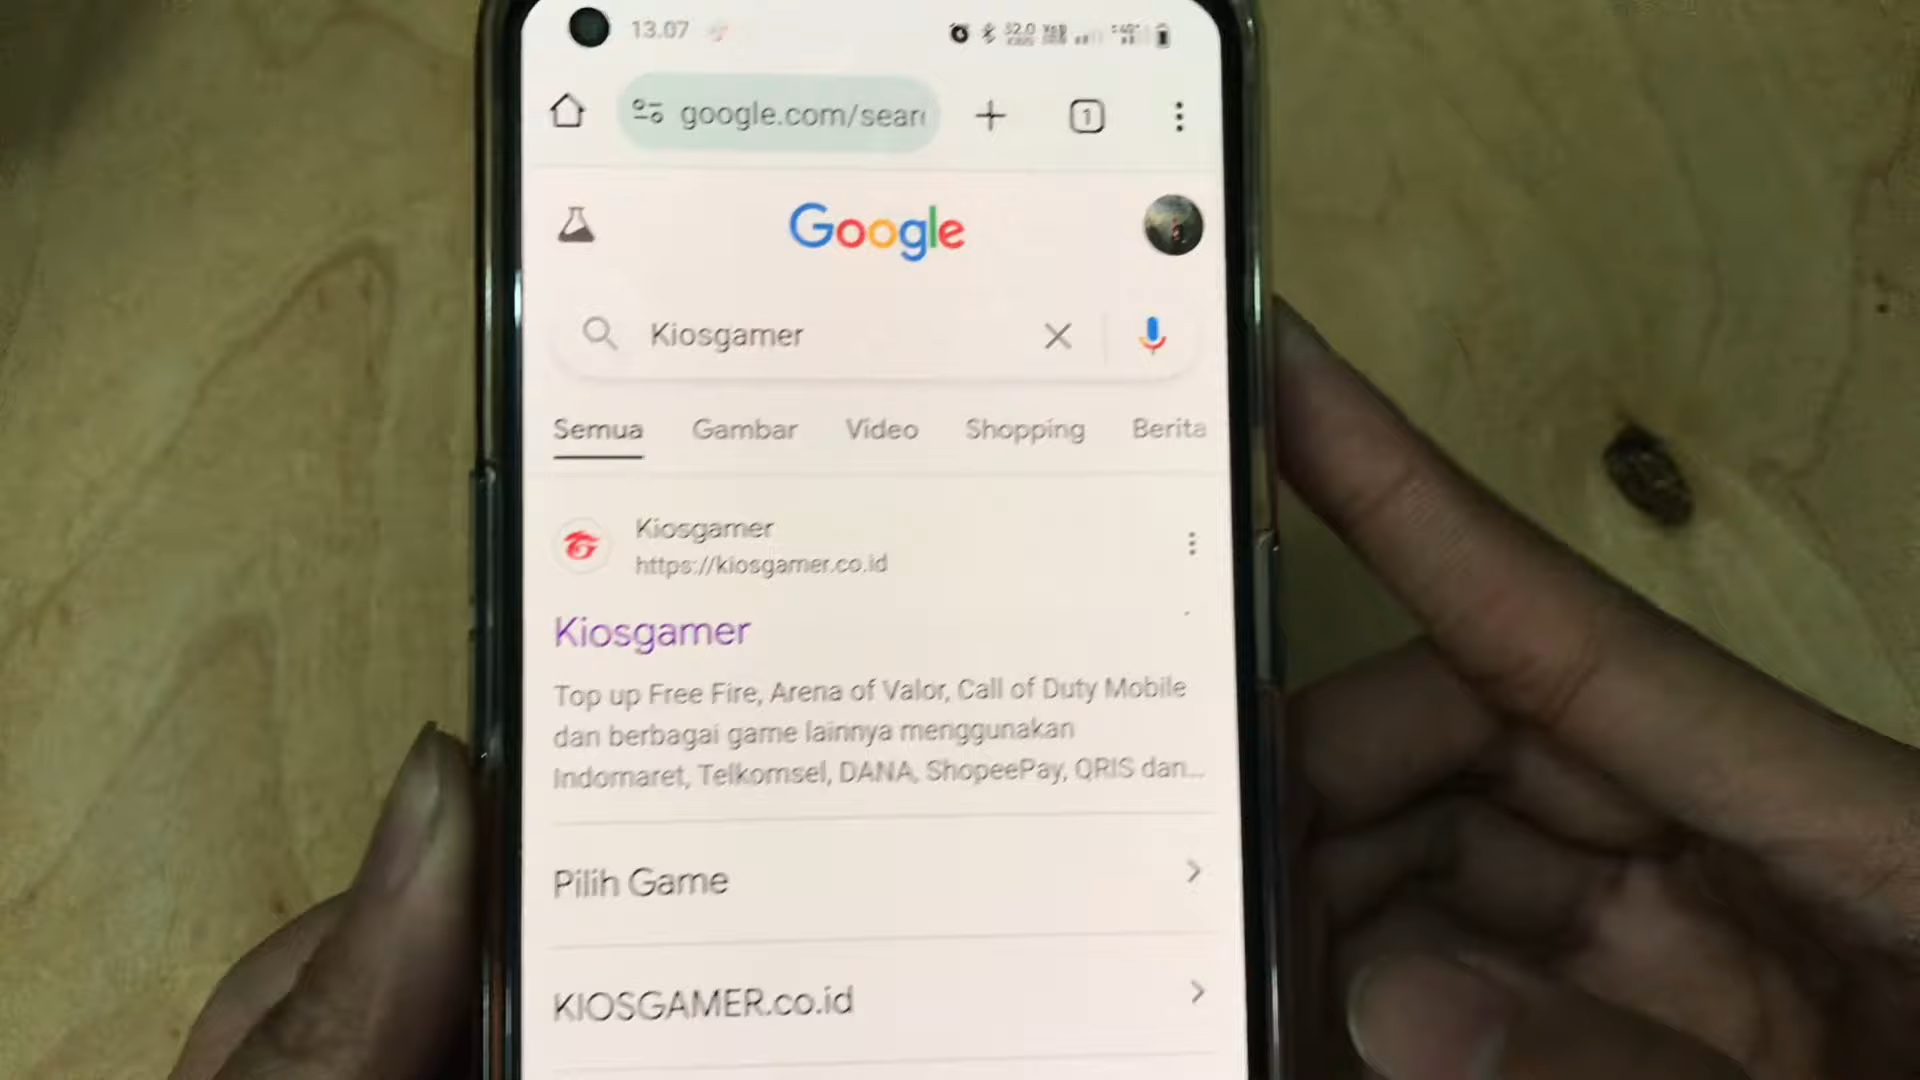 13.07
google.com/sear
1
Google
Kiosgamer
Semua Gambar Video Shopping Berita
Kiosgamer
https://kiosgamer.co.id
Kiosgamer
Top up Free Fire, Arena of Valor, Call of Duty Mobile
dan berbagai game lainnya menggunakan
Indomaret, Telkomsel, DANA, ShopeePay, QRIS dan...
Pilih Game
KIOSGAMER.co.id